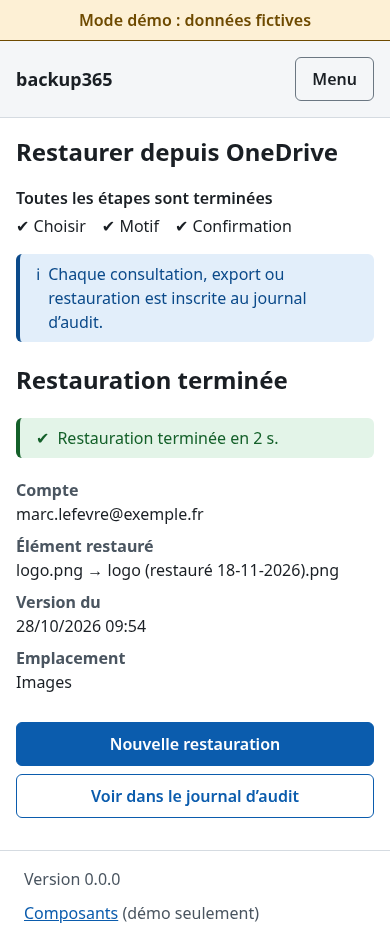 Mode démo : données fictives
backup365
Menu
Restaurer depuis OneDrive
Toutes les étapes sont terminées
✔ Choisir ✔ Motif ✔ Confirmation
i Chaque consultation, export ou
restauration est inscrite au journal
d’audit.
Restauration terminée
✔ Restauration terminée en 2 s.
Compte
marc.lefevre@exemple.fr
Élément restauré
logo.png → logo (restauré 18-11-2026).png
Version du
28/10/2026 09:54
Emplacement
Images
Nouvelle restauration
Voir dans le journal d’audit
Version 0.0.0
Composants (démo seulement)